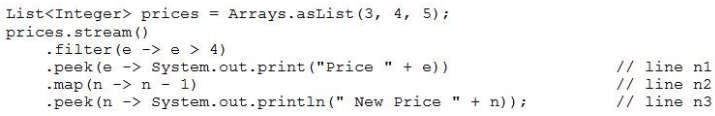 List<Integer> prices = Arrays.asList(3, 4, 5);
prices.stream()
    .filter(e -> e > 4)
    .peek(e -> System.out.print("Price " + e))          // line n1
    .map(n -> n - 1)                                    // line n2
    .peek(n -> System.out.println(" New Price " + n));  // line n3